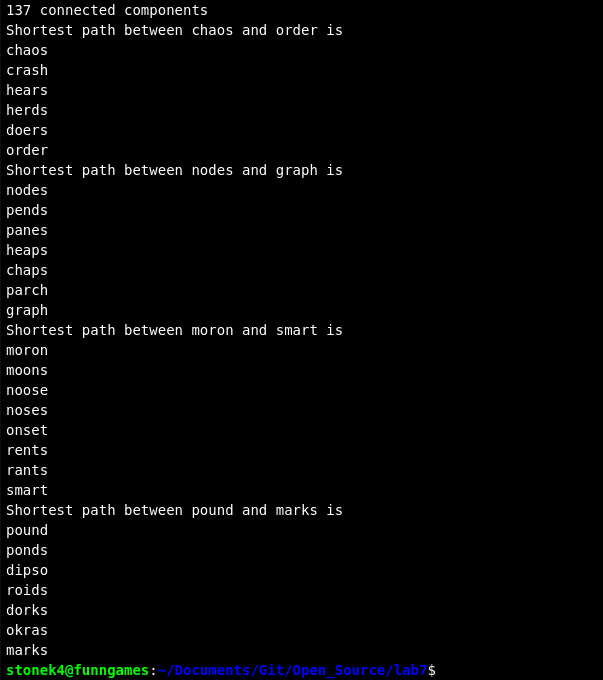 137 connected components
Shortest path between chaos and order is
chaos
crash
hears
herds
doers
order
Shortest path between nodes and graph is
nodes
pends
panes
heaps
chaps
parch
graph
Shortest path between moron and smart is
moron
moons
noose
noses
onset
rents
rants
smart
Shortest path between pound and marks is
pound
ponds
dipso
roids
dorks
okras
marks
stonek4@funngames:~/Documents/Git/Open_Source/lab7$